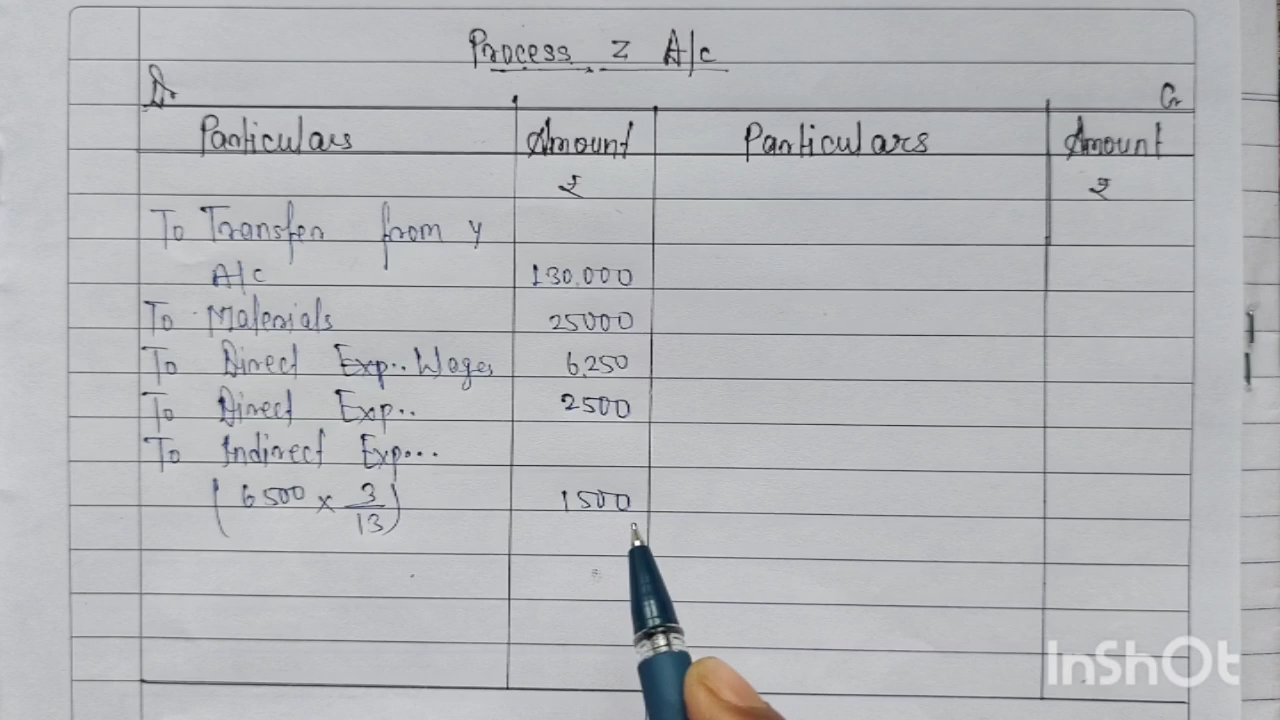 Process Z A/c
Dr Cr
Particulars Amount Particulars Amount
₹ ₹
To Transfer from Y
A/c 130,000
To Materials 25000
To Direct Exp.. Wages 6,250
To Direct Exp.. 2500
To Indirect Exp...
(6500 × 3/13) 1500
InShOt